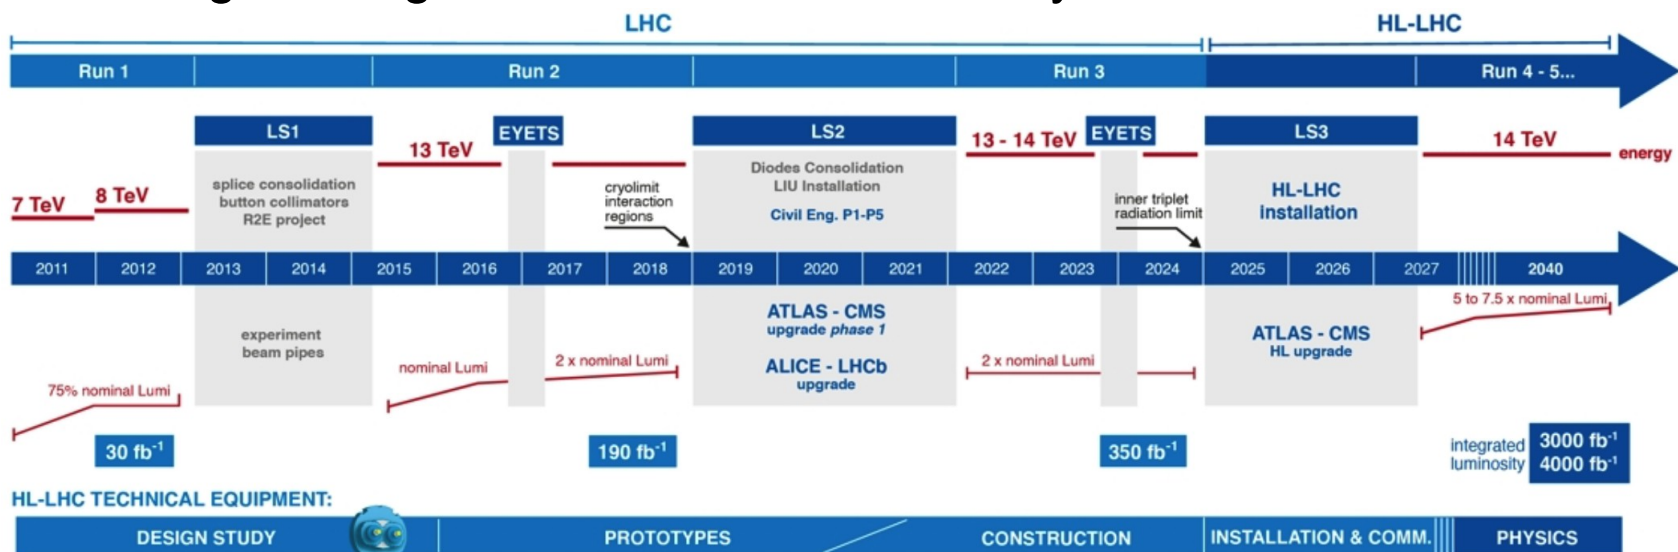 LHC
HL-LHC
Run 1
Run 2
Run 3
Run 4 - 5...
LS1
EYETS
LS2
EYETS
LS3
13 TeV
13 - 14 TeV
14 TeV
energy
7 TeV
8 TeV
splice consolidation
button collimators
R2E project
cryolimit
interaction
regions
Diodes Consolidation
LIU Installation
Civil Eng. P1-P5
inner triplet
radiation limit
HL-LHC
installation
2011
2012
2013
2014
2015
2016
2017
2018
2019
2020
2021
2022
2023
2024
2025
2026
2027
2040
5 to 7.5 x nominal Lumi
experiment
beam pipes
ATLAS - CMS
upgrade phase 1
ALICE - LHCb
upgrade
ATLAS - CMS
HL upgrade
75% nominal Lumi
nominal Lumi
2 x nominal Lumi
2 x nominal Lumi
30 fb-1
190 fb-1
350 fb-1
integrated
luminosity
3000 fb-1
4000 fb-1
HL-LHC TECHNICAL EQUIPMENT:
DESIGN STUDY
PROTOTYPES
CONSTRUCTION
INSTALLATION & COMM.
PHYSICS